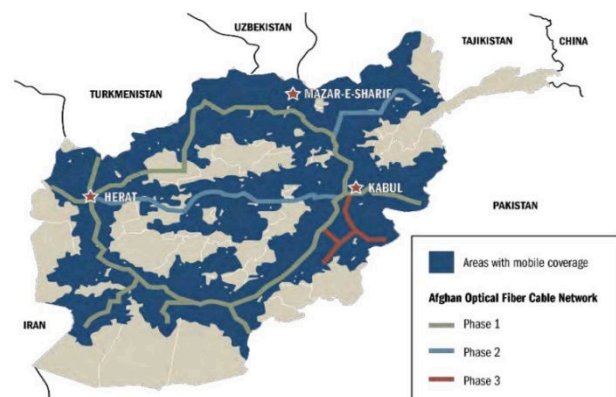 UZBEKISTAN
TAJIKISTAN
CHINA
TURKMENISTAN
MAZAR-E-SHARIF
HERAT
KABUL
PAKISTAN
IRAN
Areas with mobile coverage
Afghan Optical Fiber Cable Network
Phase 1
Phase 2
Phase 3